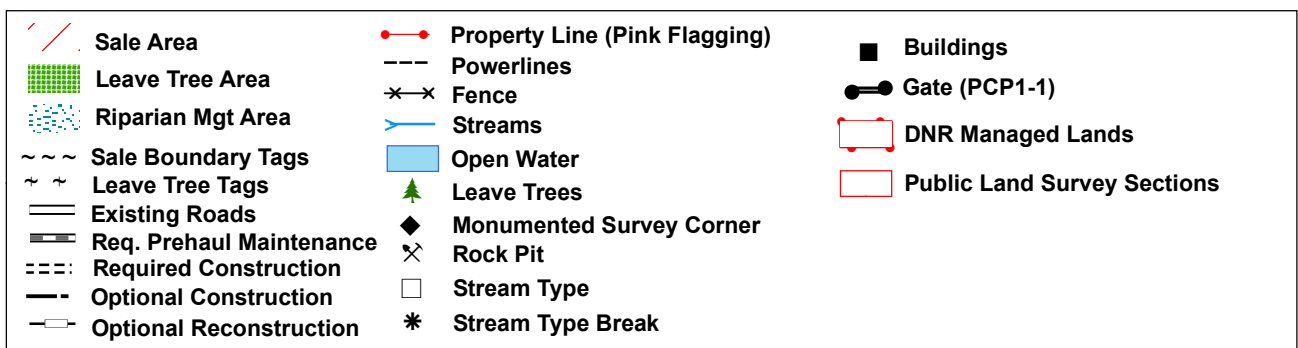 Sale Area
Leave Tree Area
Riparian Mgt Area
Sale Boundary Tags
Leave Tree Tags
Existing Roads
Req. Prehaul Maintenance
Required Construction
Optional Construction
Optional Reconstruction
Property Line (Pink Flagging)
Powerlines
Fence
Streams
Open Water
Leave Trees
Monumented Survey Corner
Rock Pit
Stream Type
Stream Type Break
Buildings
Gate (PCP1-1)
DNR Managed Lands
Public Land Survey Sections